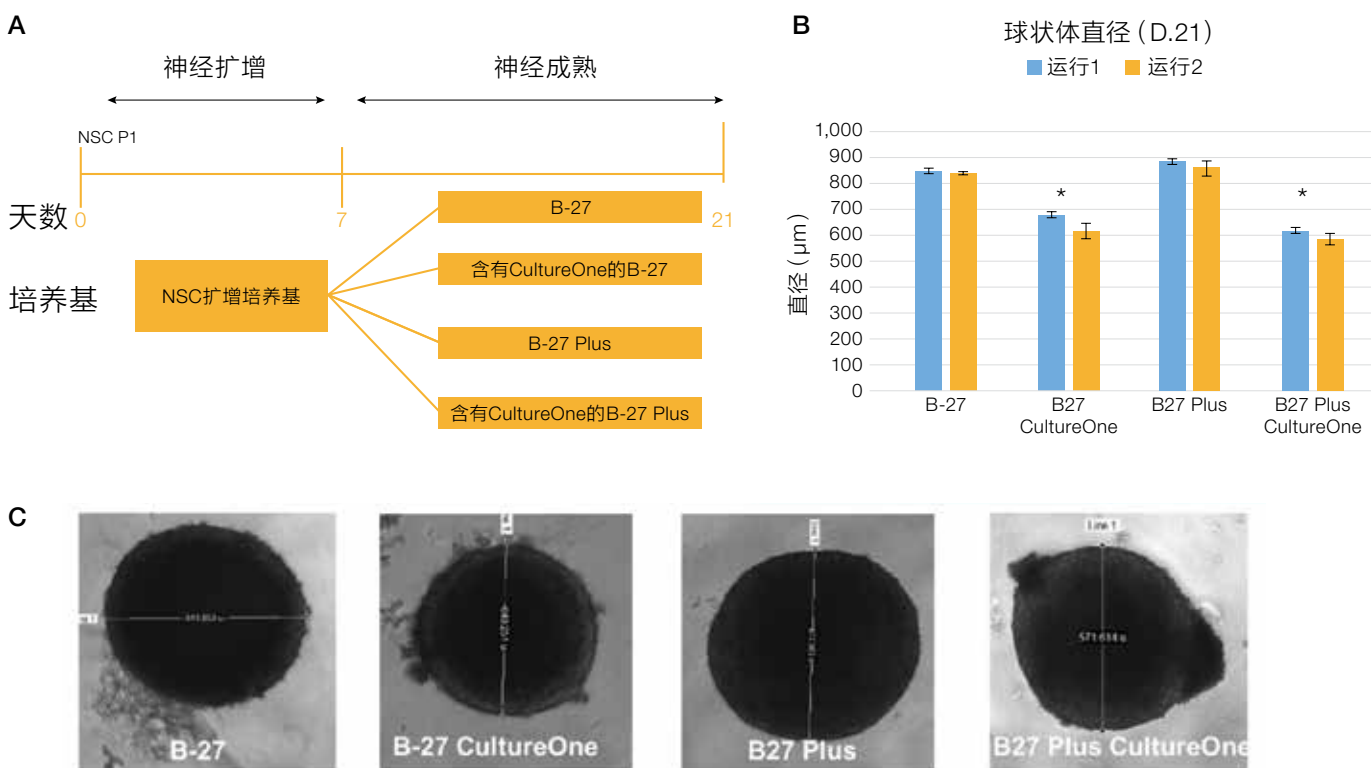 A
神经扩增
神经成熟
NSC P1
天数
0
7
21
培养基
NSC扩增培养基
B-27
含有CultureOne的B-27
B-27 Plus
含有CultureOne的B-27 Plus
B
球状体直径（D.21）
运行1
运行2
直径（µm）
1,000
900
800
700
600
500
400
300
200
100
0
*
*
B-27
B27
CultureOne
B27 Plus
B27 Plus
CultureOne
C
B-27
B-27 CultureOne
B27 Plus
Line 1
571.614 u
B27 Plus CultureOne